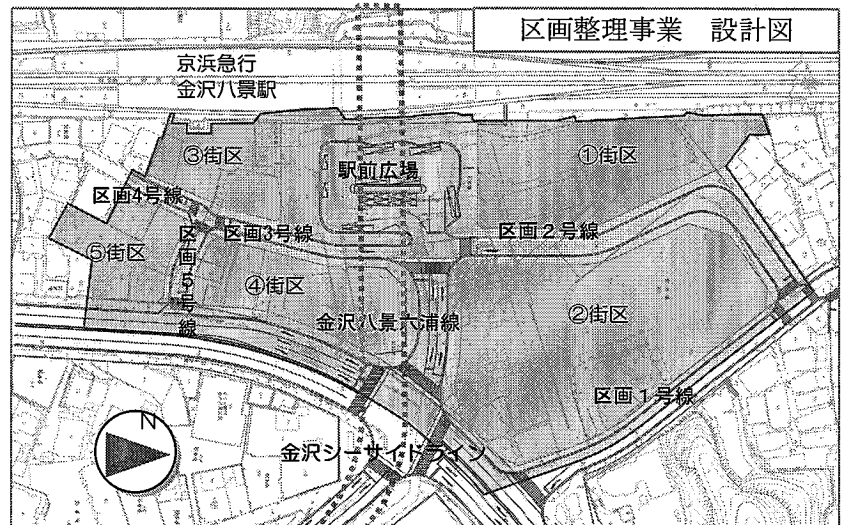 区画整理事業 設計図
京浜急行
金沢八景駅
③街区
駅前広場
①街区
区画4号線
区画3号線
区画２号線
⑤街区
区画５号線
④街区
②街区
金沢八景六浦線
区画１号線
N
金沢シーサイドライン